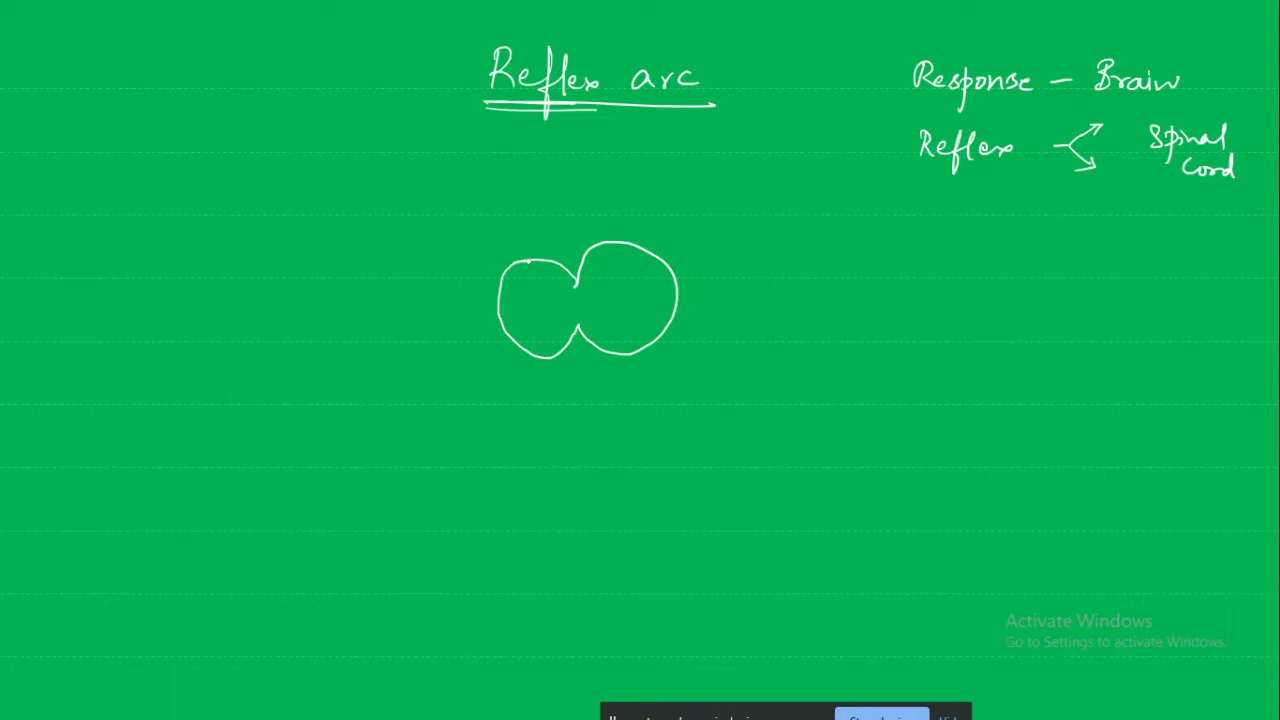 Reflex arc
Response - Brain
Reflex
Spinal
Cord
Activate Windows
Go to Settings to activate Windows.